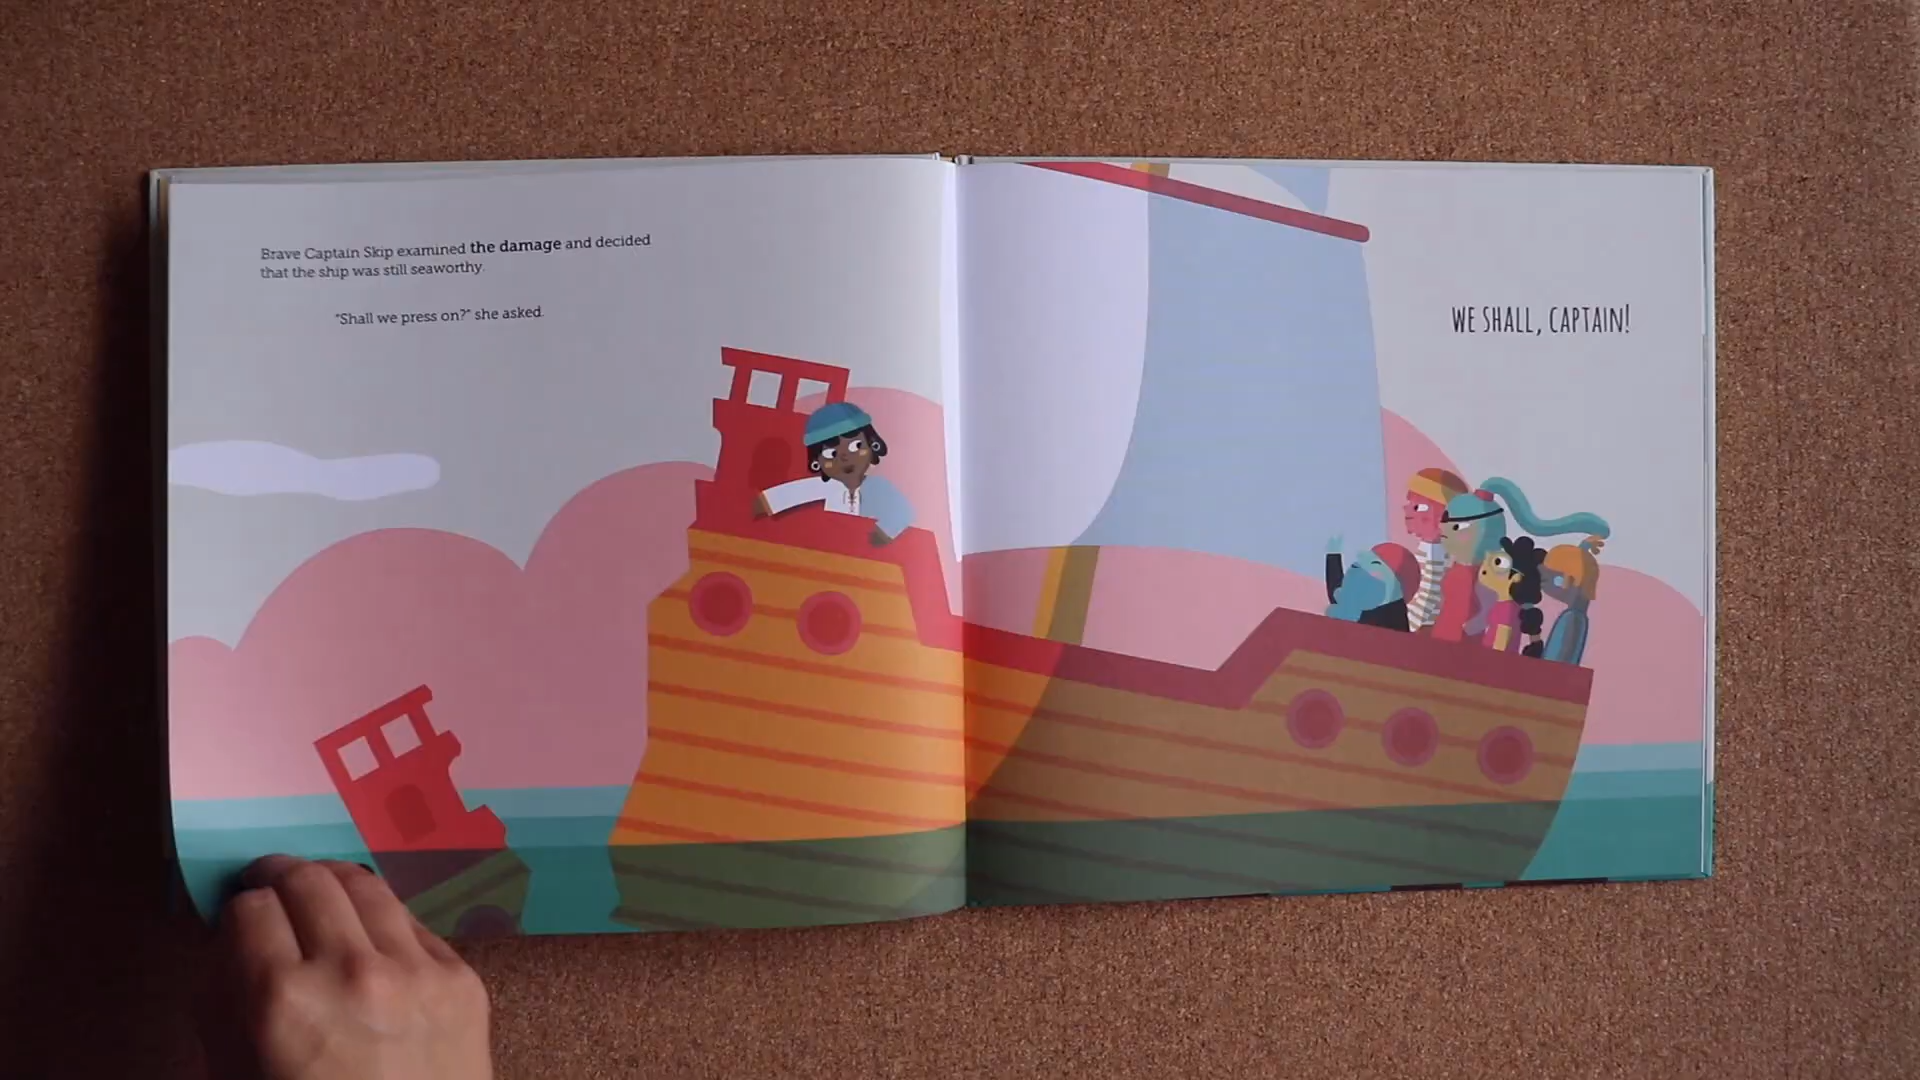 Brave Captain Skip examined the damage and decided
that the ship was still seaworthy.
"Shall we press on?" she asked.
WE SHALL, CAPTAIN!